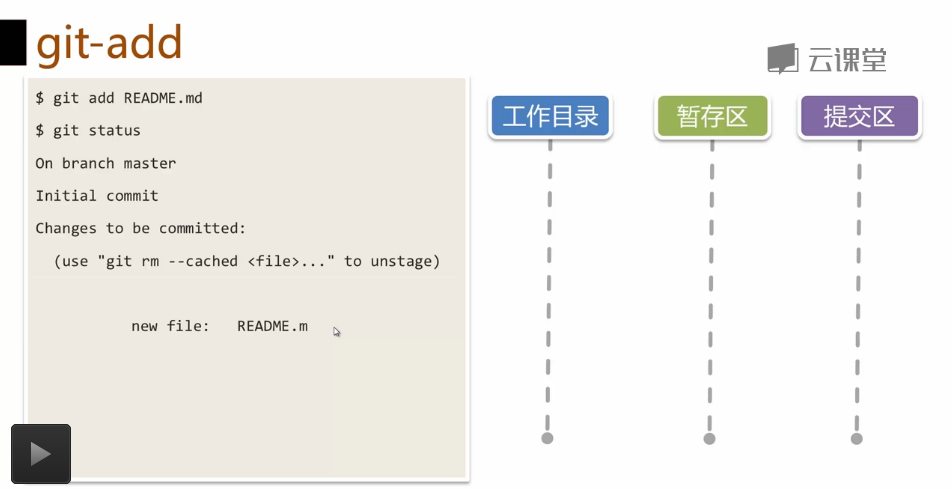 git-add
云课堂
$ git add README.md
$ git status
On branch master
Initial commit
Changes to be committed:
(use "git rm --cached <file>..." to unstage)
new file: README.m
工作目录
暂存区
提交区